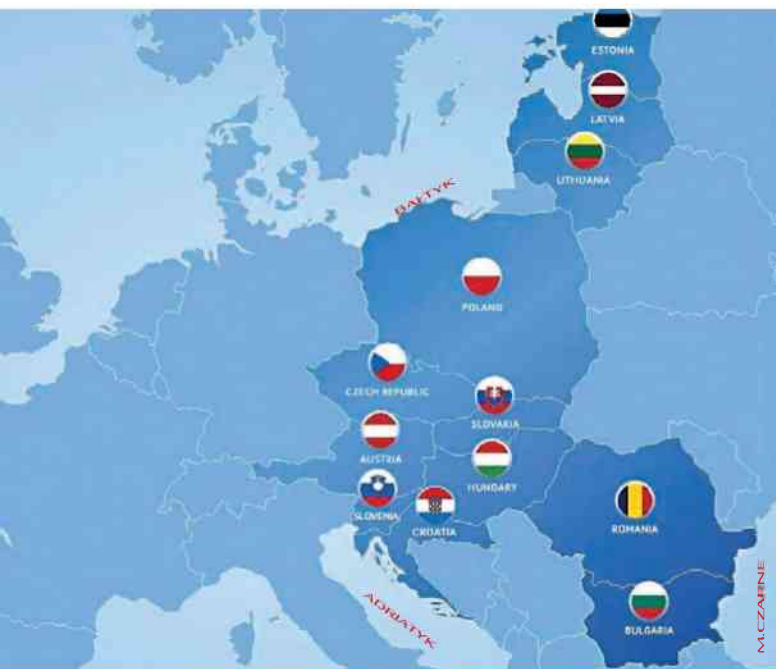 ESTONIA
LATVIA
LITHUANIA
BAŁTYK
POLAND
CZECH REPUBLIC
SLOVAKIA
AUSTRIA
HUNGARY
SLOVENIA
CROATIA
ROMANIA
ADRIATYK
BULGARIA
M.CZARNE